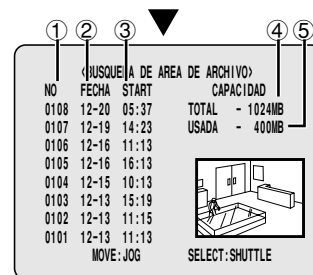 ① ② ③ ④ ⑤
<BUSQUEDA DE AREA DE ARCHIVO>
NO FECHA START CAPACIDAD
0108 12-20 05:37 TOTAL - 1024MB
0107 12-19 14:23 USADA - 400MB
0106 12-16 11:13
0105 12-16 16:13
0104 12-15 10:13
0103 12-13 15:19
0102 12-13 11:15
0101 12-13 11:13
MOVE:JOG SELECT:SHUTTLE